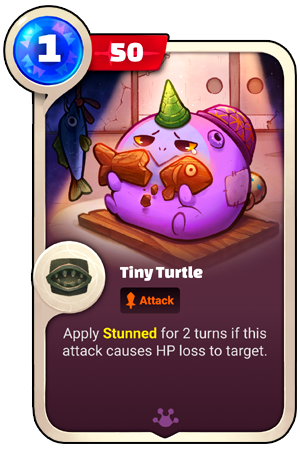 1
50
Tiny Turtle
Attack
Apply Stunned for 2 turns if this
attack causes HP loss to target.